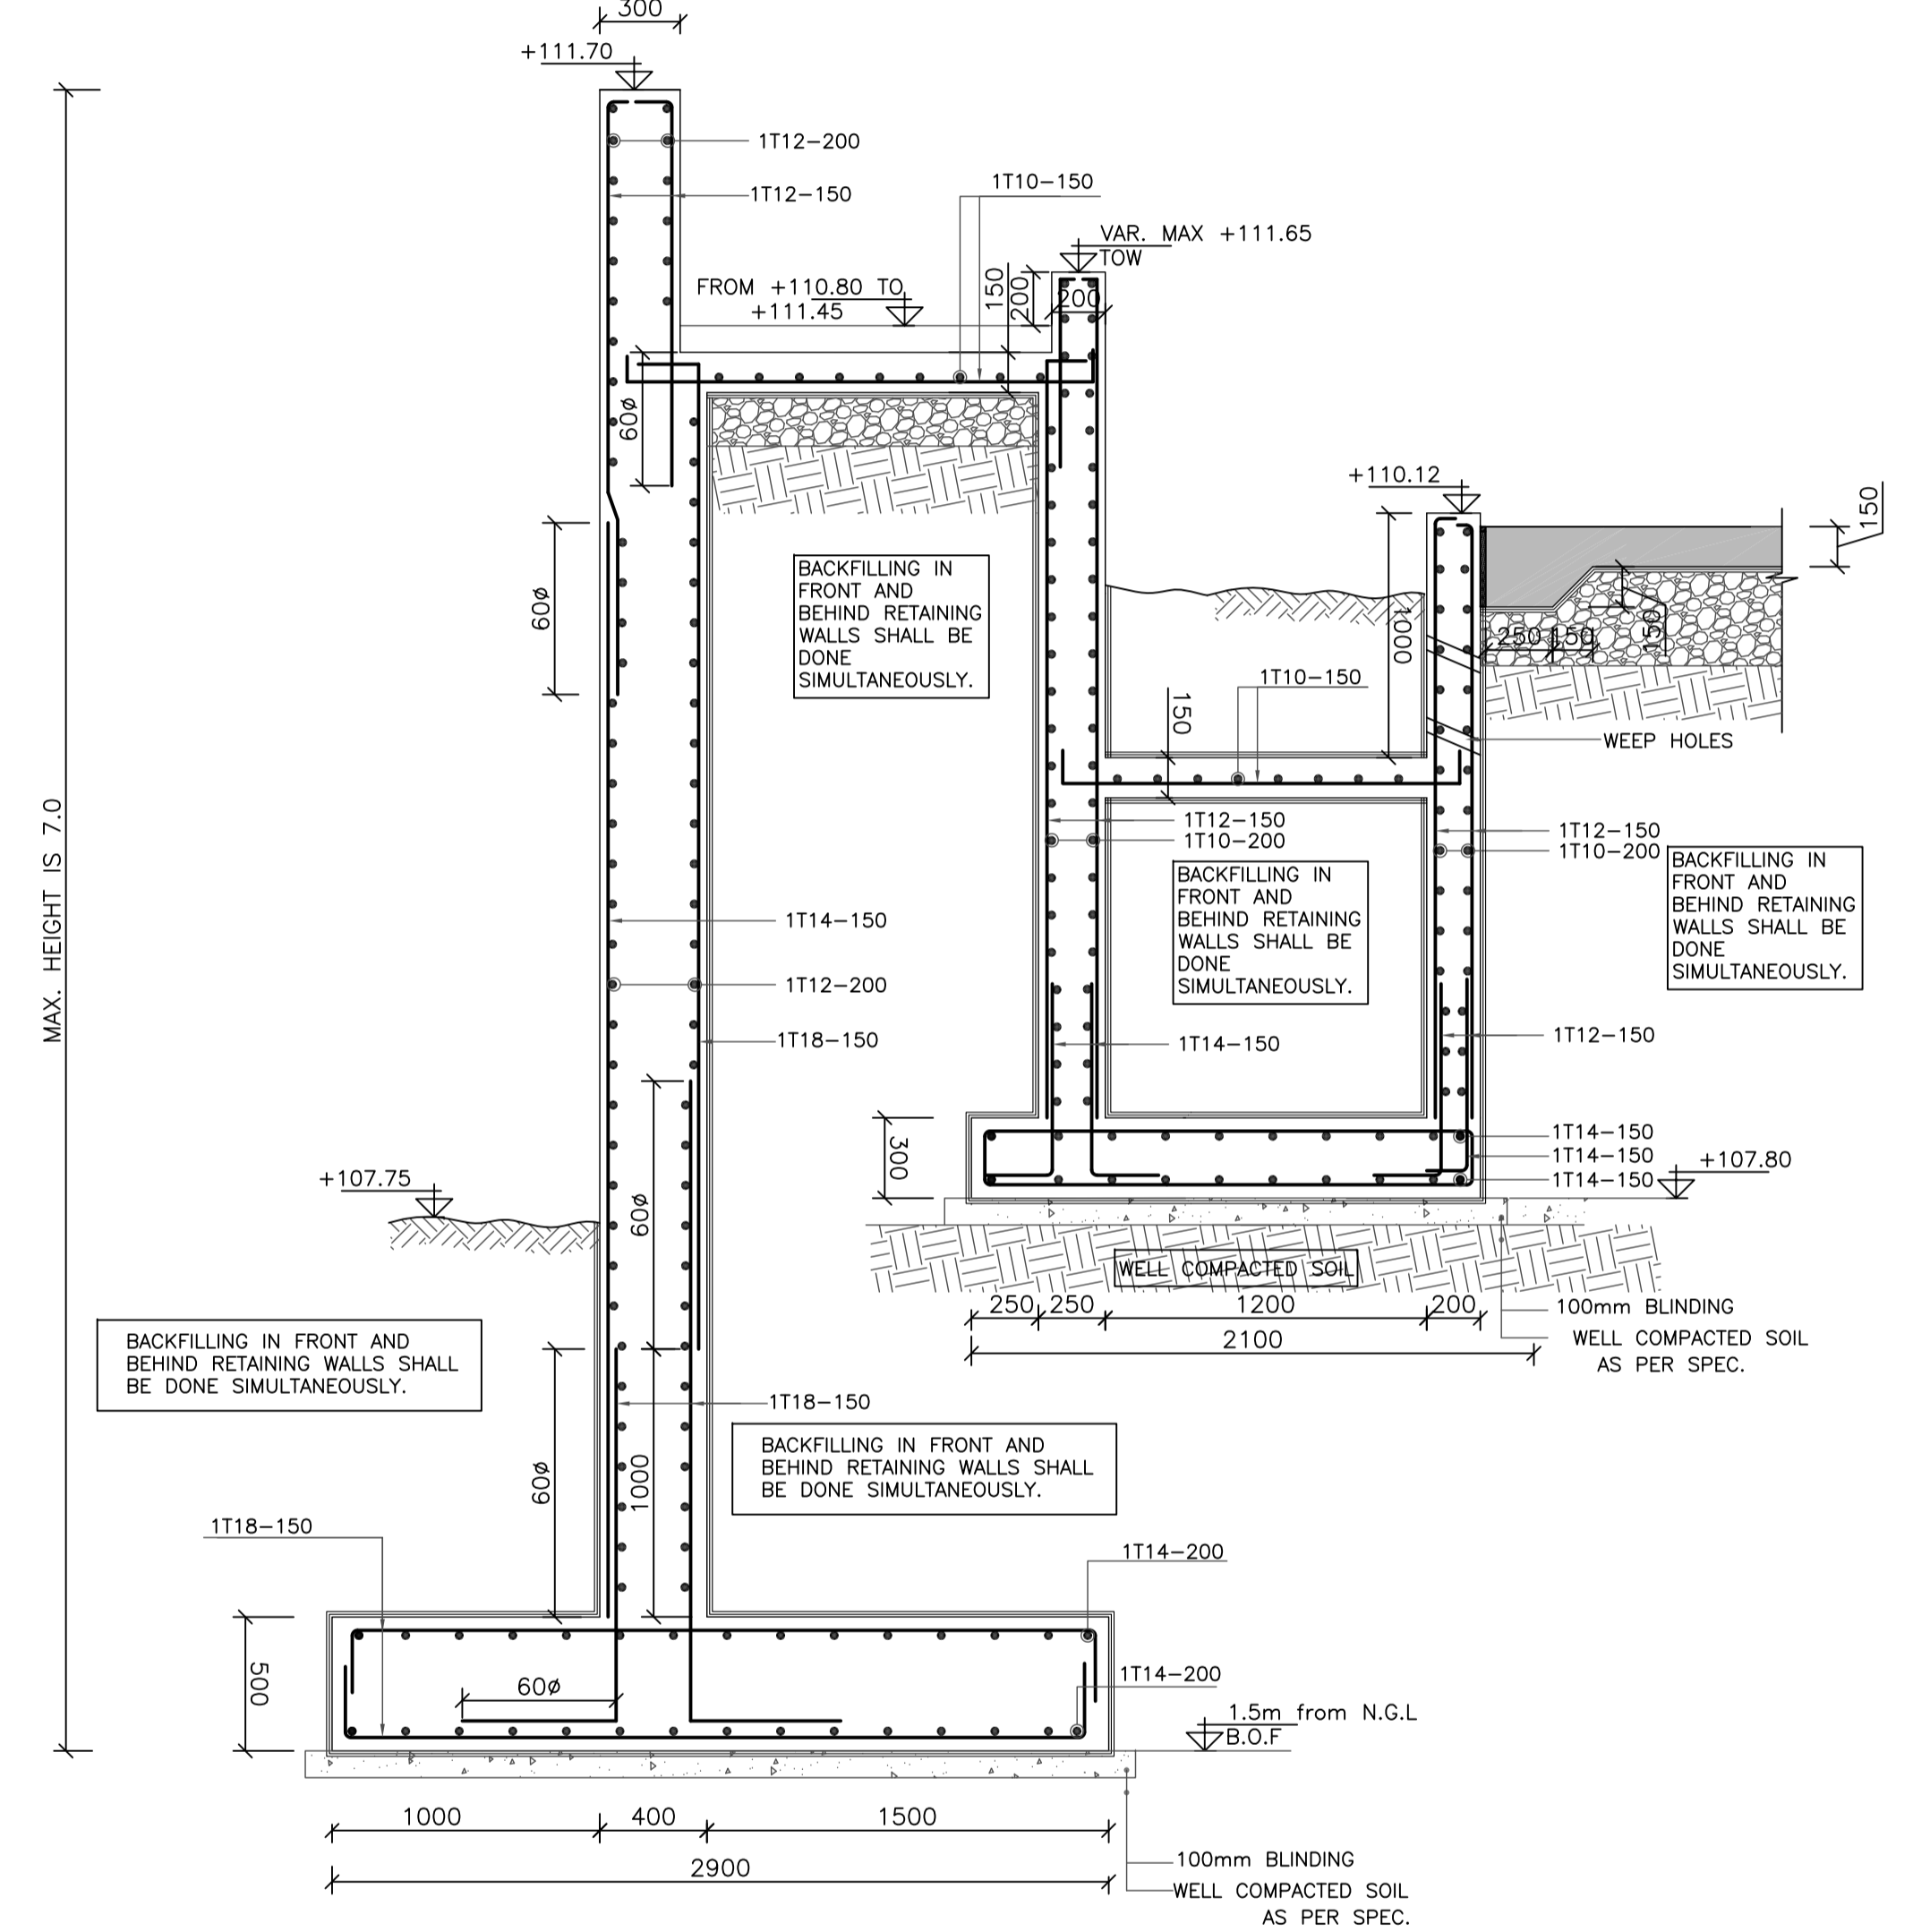 300
+111.70
1T12-200
1T12-150
1T10-150
VAR. MAX +111.65
TOW
FROM +110.80 TO
+111.45
150
200
200
60ø
+110.12
150
60ø
BACKFILLING IN
FRONT AND
BEHIND RETAINING
WALLS SHALL BE
DONE
SIMULTANEOUSLY.
1000
250
150
150
1T10-150
150
WEEP HOLES
MAX. HEIGHT IS 7.0
1T12-150
1T10-200
1T12-150
1T10-200
BACKFILLING IN
FRONT AND
BEHIND RETAINING
WALLS SHALL BE
DONE
SIMULTANEOUSLY.
BACKFILLING IN
FRONT AND
BEHIND RETAINING
WALLS SHALL BE
DONE
SIMULTANEOUSLY.
1T14-150
1T12-200
1T18-150
1T14-150
1T12-150
300
1T14-150
1T14-150
1T14-150
+107.80
+107.75
60ø
WELL COMPACTED SOIL
250
250
1200
200
2100
100mm BLINDING
WELL COMPACTED SOIL
AS PER SPEC.
BACKFILLING IN FRONT AND
BEHIND RETAINING WALLS SHALL
BE DONE SIMULTANEOUSLY.
1T18-150
60ø
1000
BACKFILLING IN FRONT AND
BEHIND RETAINING WALLS SHALL
BE DONE SIMULTANEOUSLY.
1T18-150
1T14-200
500
60ø
1T14-200
1.5m from N.G.L
B.O.F
1000
400
1500
2900
100mm BLINDING
WELL COMPACTED SOIL
AS PER SPEC.